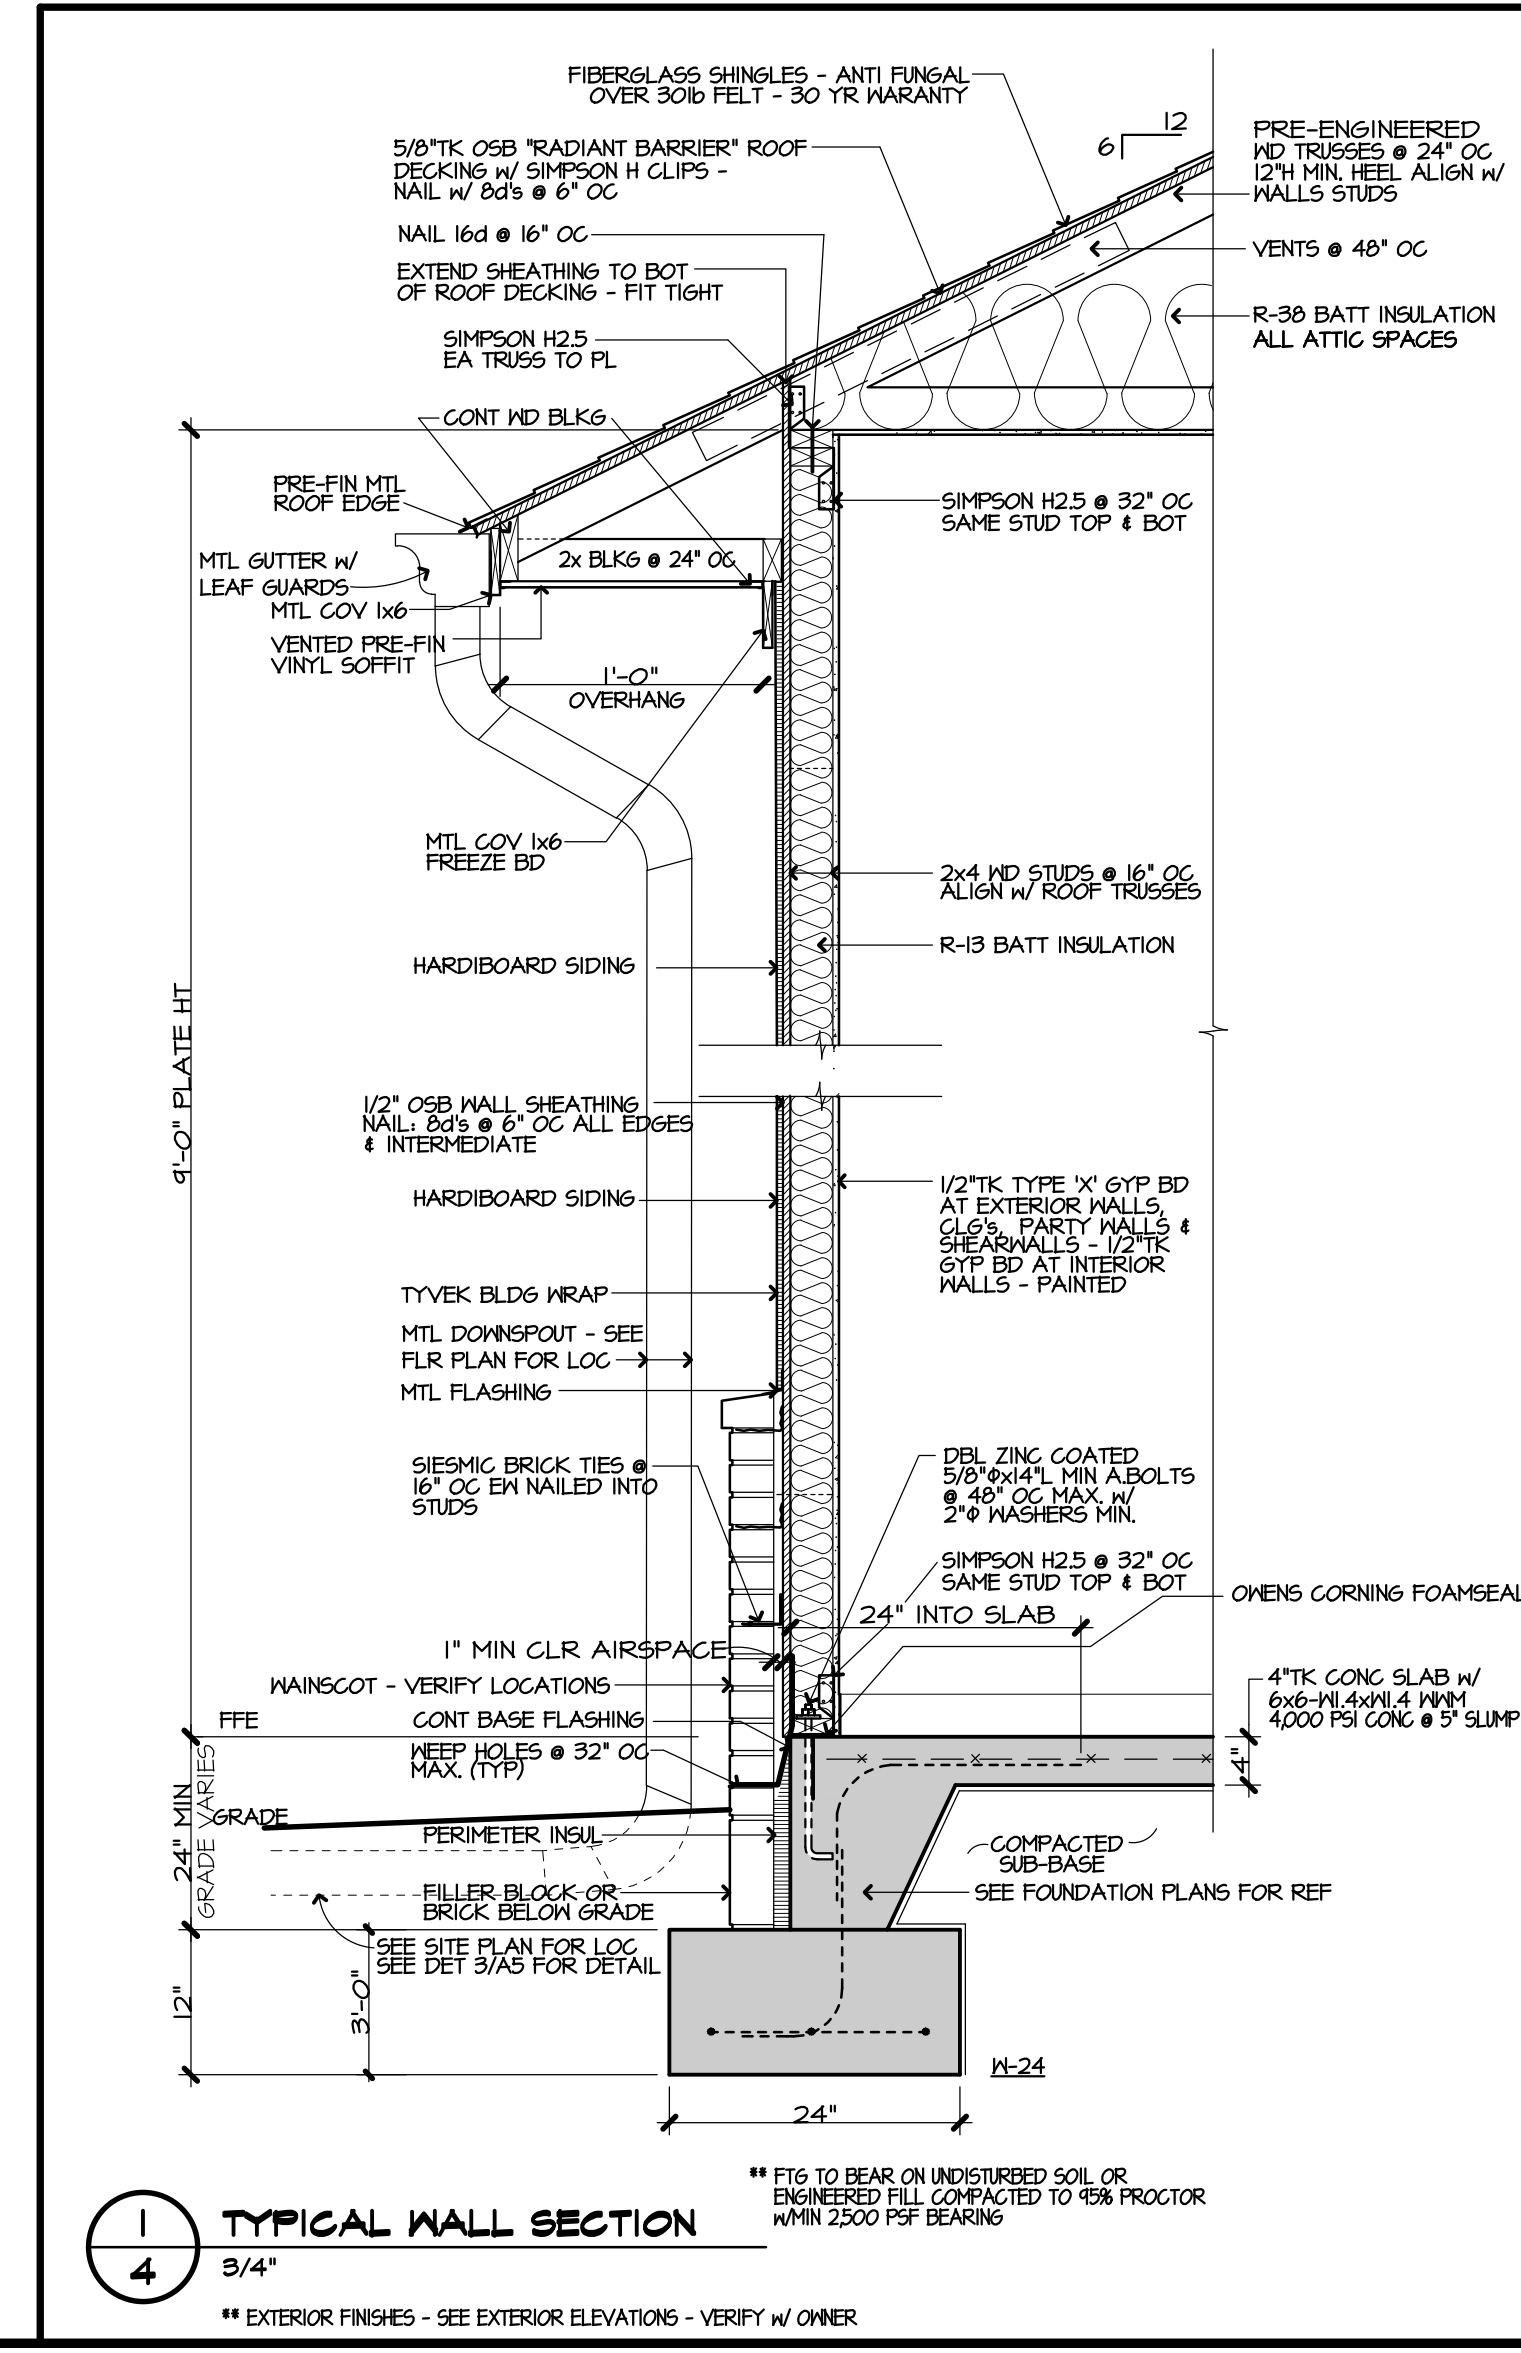 FIBERGLASS SHINGLES - ANTI FUNGAL
OVER 30lb FELT - 30 YR WARANTY
12
6
PRE-ENGINEERED
WD TRUSSES @ 24" OC
12"H MIN. HEEL ALIGN w/
WALLS STUDS
5/8"TK OSB "RADIANT BARRIER" ROOF
DECKING w/ SIMPSON H CLIPS -
NAIL w/ 8d's @ 6" OC
NAIL 16d @ 16" OC
VENTS @ 48" OC
EXTEND SHEATHING TO BOT
OF ROOF DECKING - FIT TIGHT
R-38 BATT INSULATION
ALL ATTIC SPACES
SIMPSON H2.5
EA TRUSS TO PL
CONT WD BLKG
PRE-FIN MTL
ROOF EDGE
SIMPSON H2.5 @ 32" OC
SAME STUD TOP & BOT
MTL GUTTER w/
LEAF GUARDS
2x BLKG @ 24" OC
MTL COV 1x6
VENTED PRE-FIN
VINYL SOFFIT
1'-0"
OVERHANG
MTL COV 1x6
FREEZE BD
2x4 WD STUDS @ 16" OC
ALIGN w/ ROOF TRUSSES
R-13 BATT INSULATION
HARDIBOARD SIDING
9'-0" PLATE HT
1/2" OSB WALL SHEATHING
NAIL: 8d's @ 6" OC ALL EDGES
& INTERMEDIATE
HARDIBOARD SIDING
1/2"TK TYPE 'X' GYP BD
AT EXTERIOR WALLS,
CLG's, PARTY WALLS &
SHEARWALLS - 1/2"TK
GYP BD AT INTERIOR
WALLS - PAINTED
TYVEK BLDG WRAP
MTL DOWNSPOUT - SEE
FLR PLAN FOR LOC
MTL FLASHING
SIESMIC BRICK TIES @
16" OC EW NAILED INTO
STUDS
DBL ZINC COATED
5/8"Φx14"L MIN A.BOLTS
@ 48" OC MAX. w/
2"Φ WASHERS MIN.
SIMPSON H2.5 @ 32" OC
SAME STUD TOP & BOT
OWENS CORNING FOAMSEAL
24" INTO SLAB
1" MIN CLR AIRSPACE
WAINSCOT - VERIFY LOCATIONS
4"TK CONC SLAB w/
6x6-W1.4xW1.4 WWM
4,000 PSI CONC @ 5" SLUMP
FFE
CONT BASE FLASHING
WEEP HOLES @ 32" OC
MAX. (TYP)
4"
24" MIN
GRADE VARIES
GRADE
PERIMETER INSUL
COMPACTED
SUB-BASE
FILLER BLOCK OR
BRICK BELOW GRADE
SEE FOUNDATION PLANS FOR REF
SEE SITE PLAN FOR LOC
SEE DET 3/A5 FOR DETAIL
12"
3'-0"
W-24
24"
** FTG TO BEAR ON UNDISTURBED SOIL OR
ENGINEERED FILL COMPACTED TO 95% PROCTOR
w/MIN 2,500 PSF BEARING
1
4
TYPICAL WALL SECTION
3/4"
** EXTERIOR FINISHES - SEE EXTERIOR ELEVATIONS - VERIFY w/ OWNER